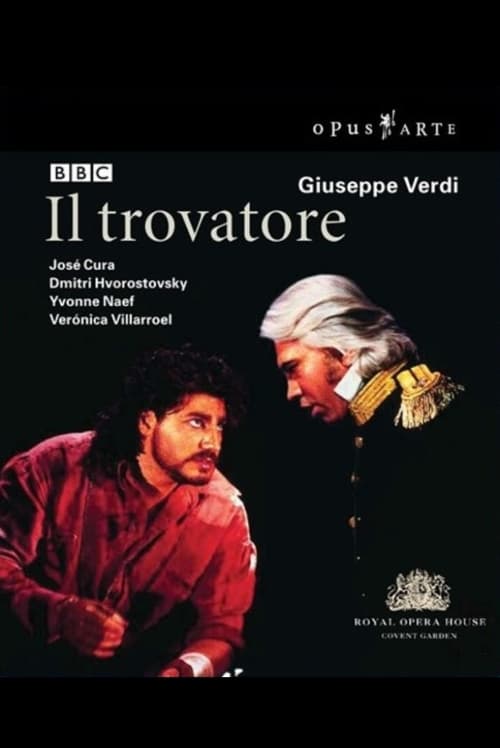 OPUS ARTE
BBC
Giuseppe Verdi
Il trovatore
José Cura
Dmitri Hvorostovsky
Yvonne Naef
Verónica Villarroel
ROYAL OPERA HOUSE
COVENT GARDEN